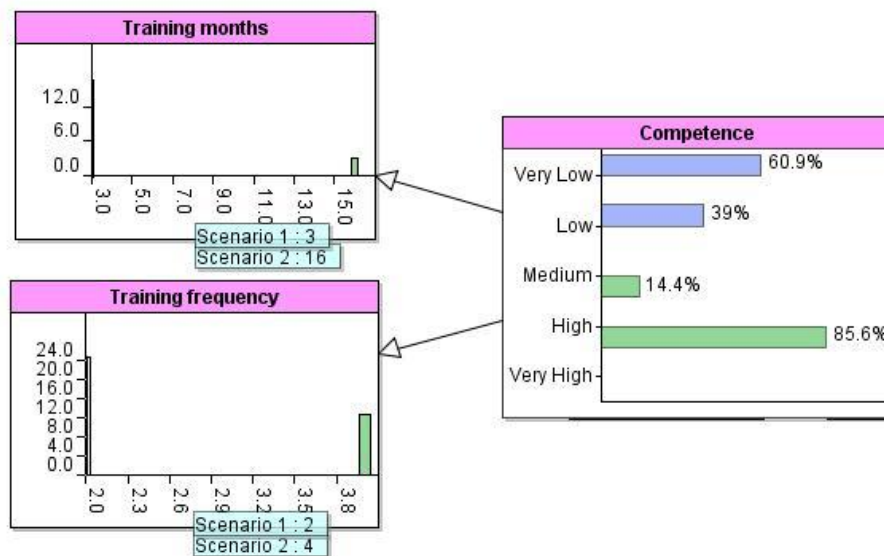 Training months
12.0
6.0
0.0
3.0
5.0
7.0
9.0
11.0
13.0
15.0
Scenario 1 : 3
Scenario 2 : 16
Training frequency
24.0
20.0
16.0
12.0
8.0
4.0
0.0
2.0
2.3
2.6
2.9
3.2
3.5
3.8
Scenario 1 : 2
Scenario 2 : 4
Competence
Very Low 60.9%
Low 39%
Medium 14.4%
High 85.6%
Very High